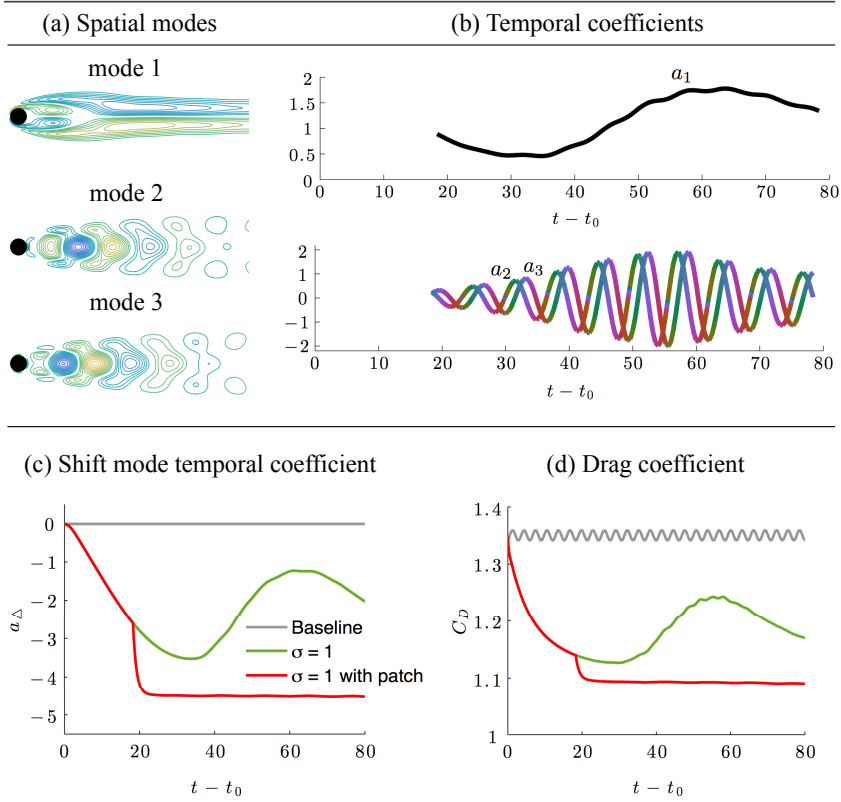 (a) Spatial modes
(b) Temporal coefficients
mode 1
mode 2
mode 3
2
1.5
1
0.5
0
a1
0 10 20 30 40 50 60 70 80
t − t0
2
1
0
−1
−2
a2 a3
0 10 20 30 40 50 60 70 80
t − t0
(c) Shift mode temporal coefficient
(d) Drag coefficient
0
−1
−2
−3
−4
−5
a△
Baseline
σ = 1
σ = 1 with patch
0 20 40 60 80
t − t0
1.4
1.3
1.2
1.1
1
CD
0 20 40 60 80
t − t0